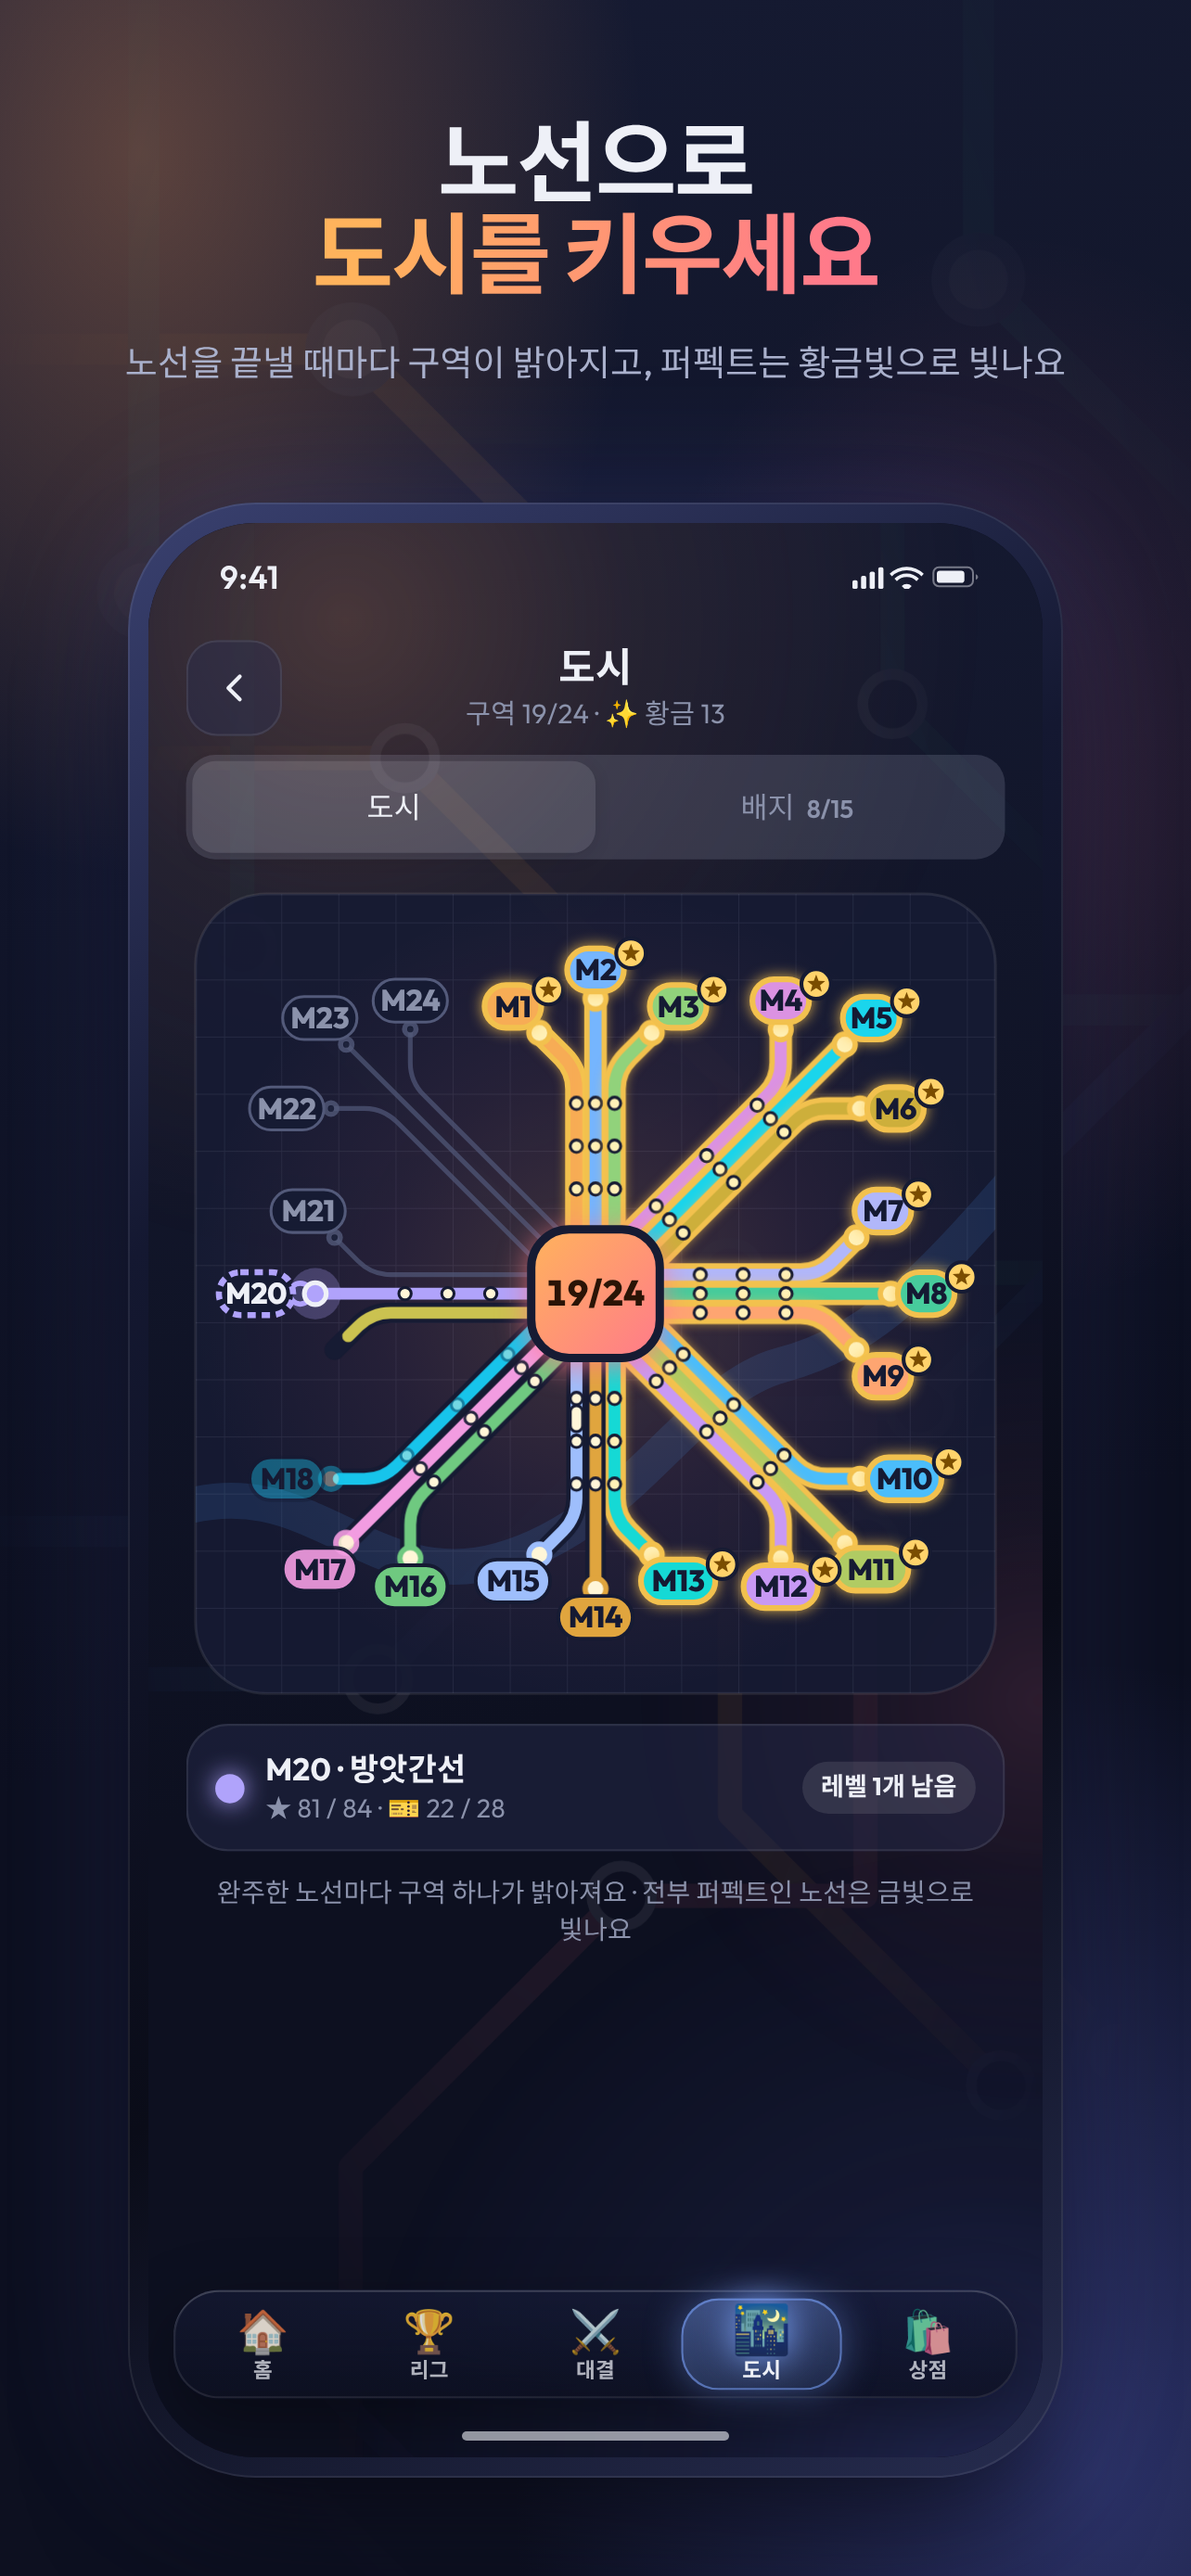 노선으로
도시를 키우세요
노선을 끝낼 때마다 구역이 밝아지고, 퍼펙트는 황금빛으로 빛나요
9:41
도시
구역 19/24 · ✨ 황금 13
도시
배지 8/15
M2
M24
M1
M3
M4
M23
M5
M22
M6
M21
M7
M20
19/24
M8
M9
M18
M10
M17
M16
M15
M13
M12
M11
M14
M20 · 방앗간선
★ 81 / 84 · 🎫 22 / 28
레벨 1개 남음
완주한 노선마다 구역 하나가 밝아져요 · 전부 퍼펙트인 노선은 금빛으로
빛나요
홈
리그
대결
도시
상점